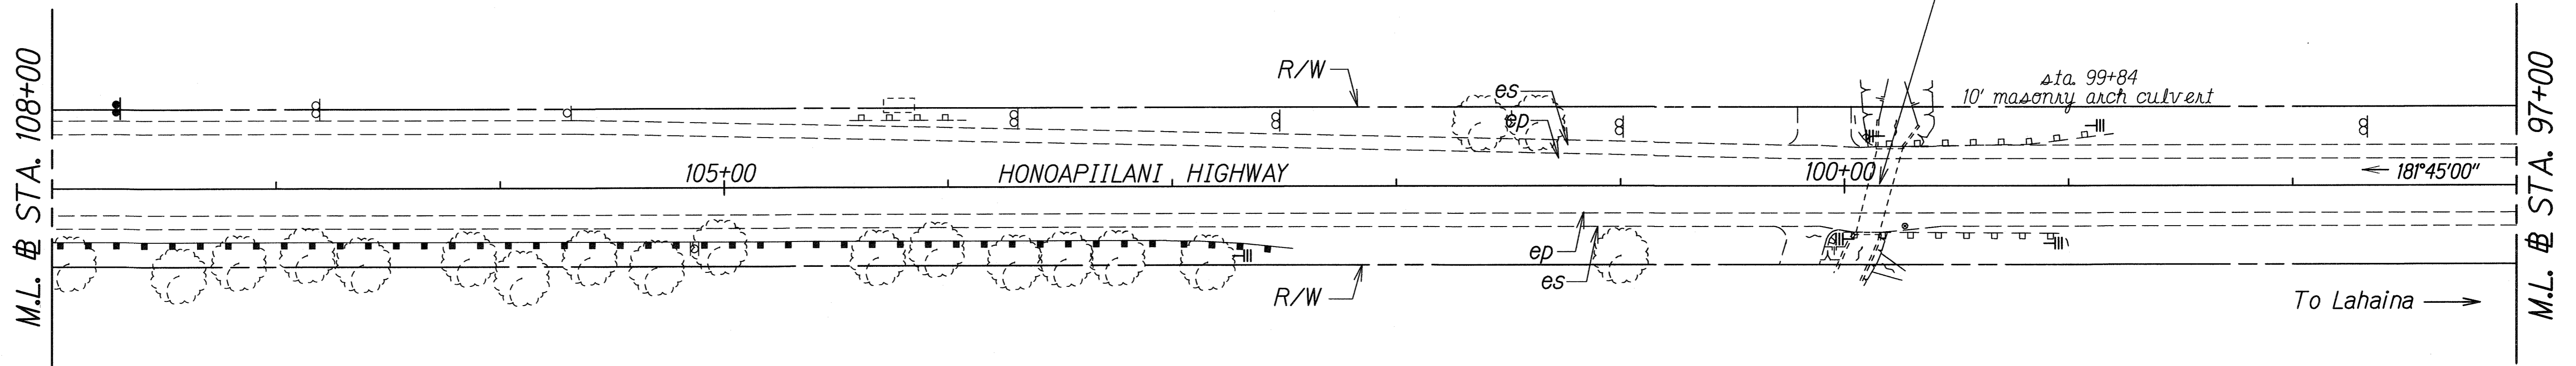 M.L. ⅊ STA. 108+00
R/W
es
ep
sta. 99+84
10' masonry arch culvert
105+00
HONOAPIILANI HIGHWAY
100+00
181°45'00"
ep
es
R/W
To Lahaina
M.L. STA. 97+00